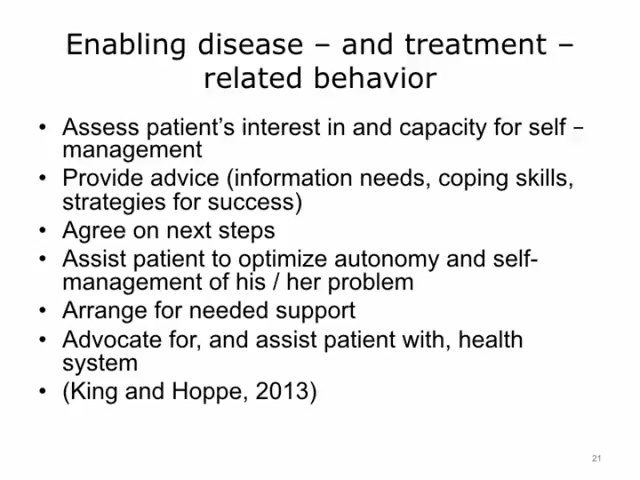 Enabling disease – and treatment –
related behavior
• Assess patient's interest in and capacity for self –
management
• Provide advice (information needs, coping skills,
strategies for success)
• Agree on next steps
• Assist patient to optimize autonomy and self-
management of his / her problem
• Arrange for needed support
• Advocate for, and assist patient with, health
system
• (King and Hoppe, 2013)
21